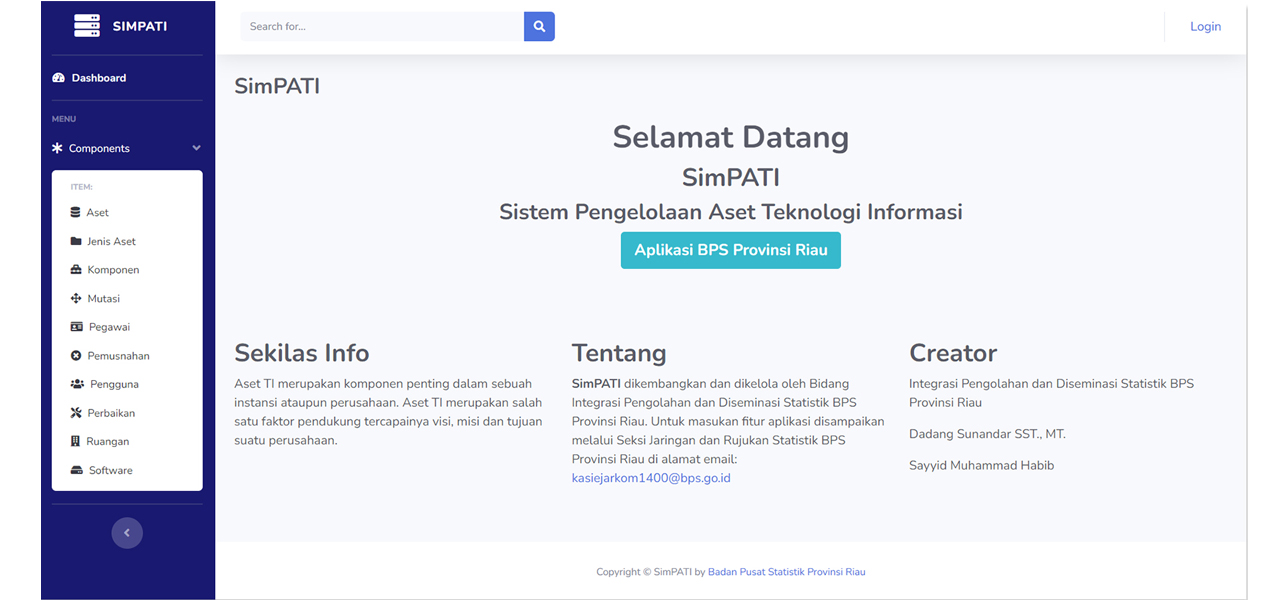 SIMPATI
Search for...
Login
Dashboard
MENU
Components
ITEM:
Aset
Jenis Aset
Komponen
Mutasi
Pegawai
Pemusnahan
Pengguna
Perbaikan
Ruangan
Software
SimPATI
Selamat Datang
SimPATI
Sistem Pengelolaan Aset Teknologi Informasi
Aplikasi BPS Provinsi Riau
Sekilas Info
Aset TI merupakan komponen penting dalam sebuah
instansi ataupun perusahaan. Aset TI merupakan salah
satu faktor pendukung tercapainya visi, misi dan tujuan
suatu perusahaan.
Tentang
SimPATI dikembangkan dan dikelola oleh Bidang
Integrasi Pengolahan dan Diseminasi Statistik BPS
Provinsi Riau. Untuk masukan fitur aplikasi disampaikan
melalui Seksi Jaringan dan Rujukan Statistik BPS
Provinsi Riau di alamat email:
kasiejarkom1400@bps.go.id
Creator
Integrasi Pengolahan dan Diseminasi Statistik BPS
Provinsi Riau
Dadang Sunandar SST., MT.
Sayyid Muhammad Habib
Copyright © SimPATI by Badan Pusat Statistik Provinsi Riau